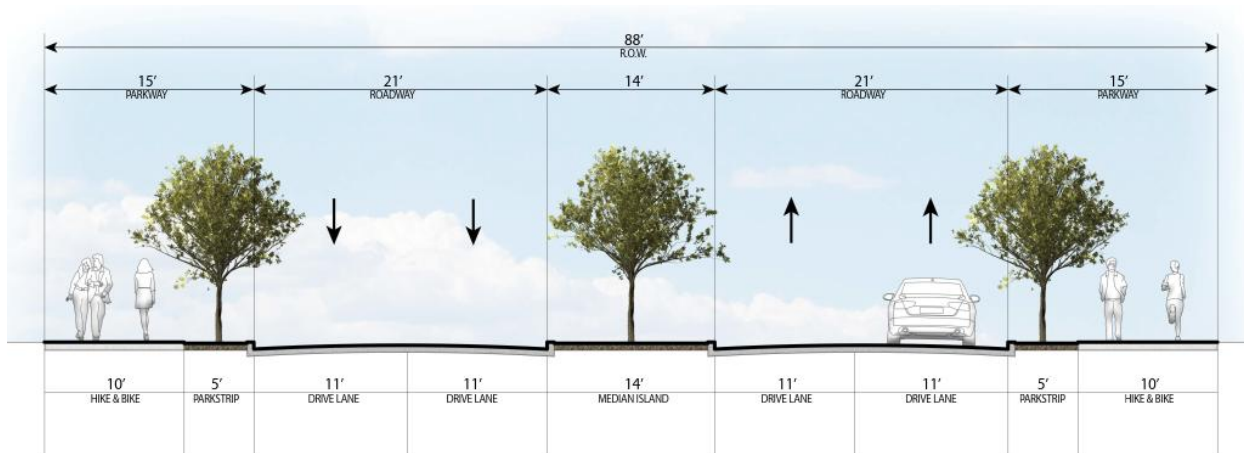 88’
R.O.W.
15’
PARKWAY
21’
ROADWAY
14’
21’
ROADWAY
15’
PARKWAY
10’
HIKE & BIKE
5’
PARKSTRIP
11’
DRIVE LANE
11’
DRIVE LANE
14’
MEDIAN ISLAND
11’
DRIVE LANE
11’
DRIVE LANE
5’
PARKSTRIP
10’
HIKE & BIKE